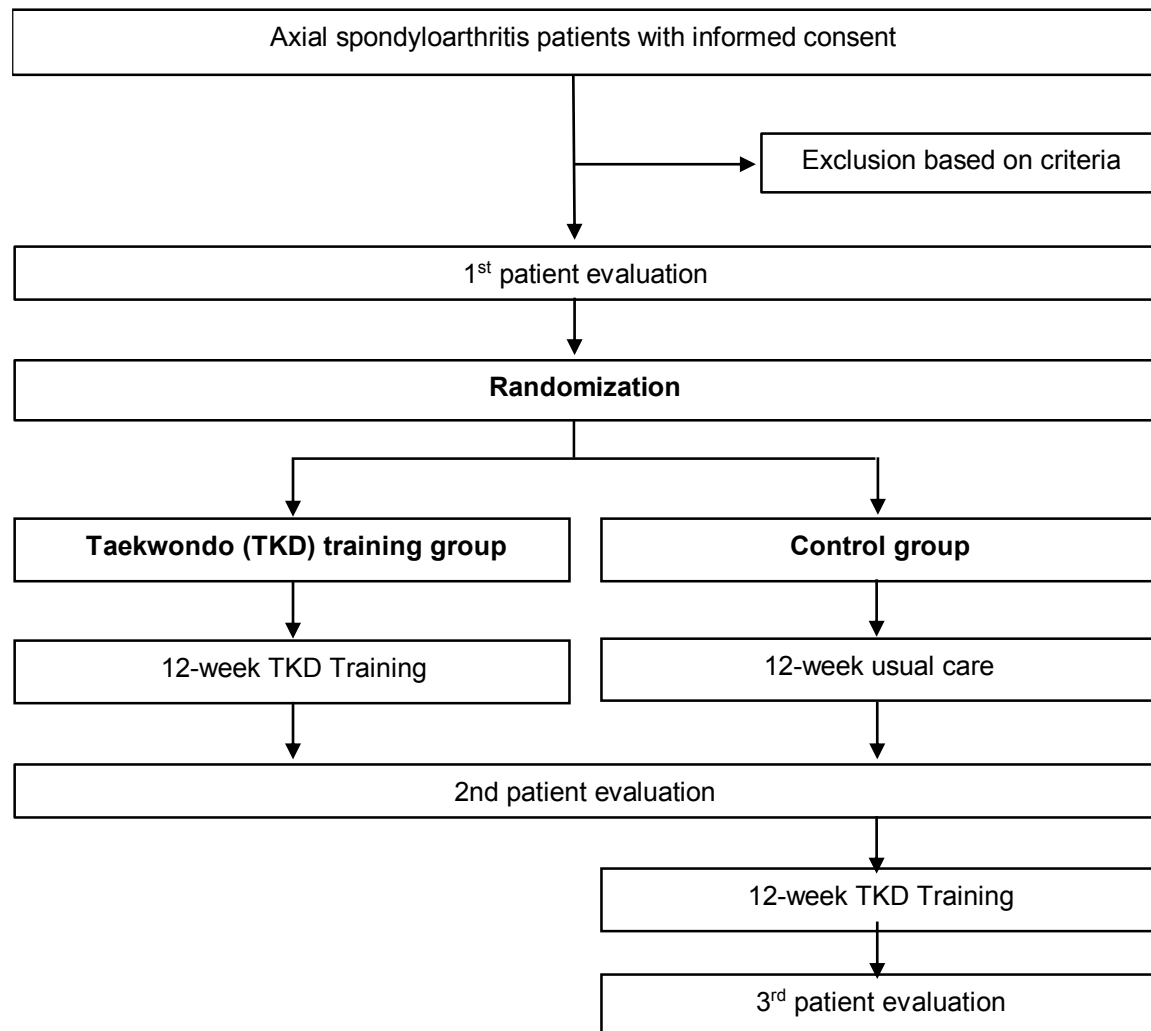 Axial spondyloarthritis patients with informed consent
Exclusion based on criteria
1st patient evaluation
Randomization
Taekwondo (TKD) training group
Control group
12-week TKD Training
12-week usual care
2nd patient evaluation
12-week TKD Training
3rd patient evaluation